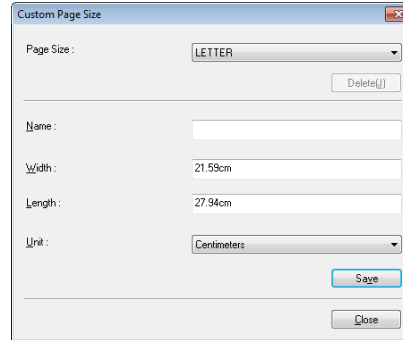 Custom Page Size
Page Size :
LETTER
Delete(J)
Name :
Width :
21.59cm
Length :
27.94cm
Unit :
Centimeters
Save
Close